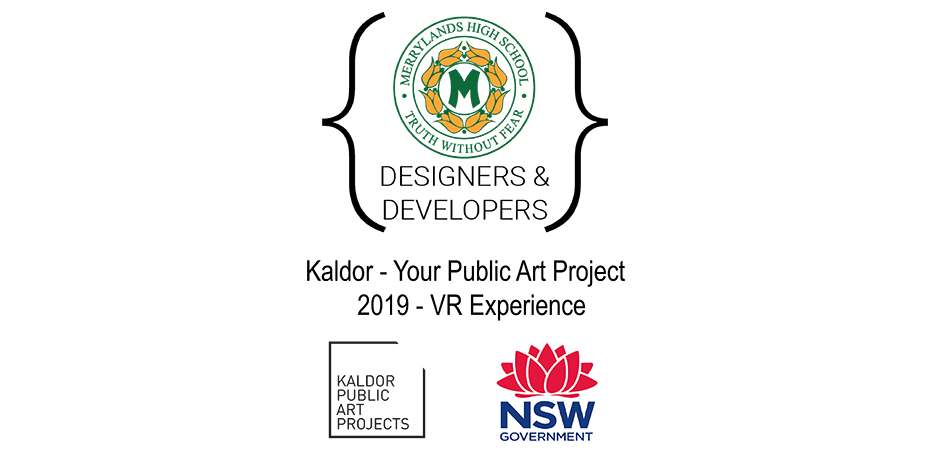 MERRYLANDS HIGH SCHOOL
M
TRUTH WITHOUT FEAR
DESIGNERS &
DEVELOPERS
Kaldor - Your Public Art Project
2019 - VR Experience
KALDOR
PUBLIC
ART
PROJECTS
NSW
GOVERNMENT